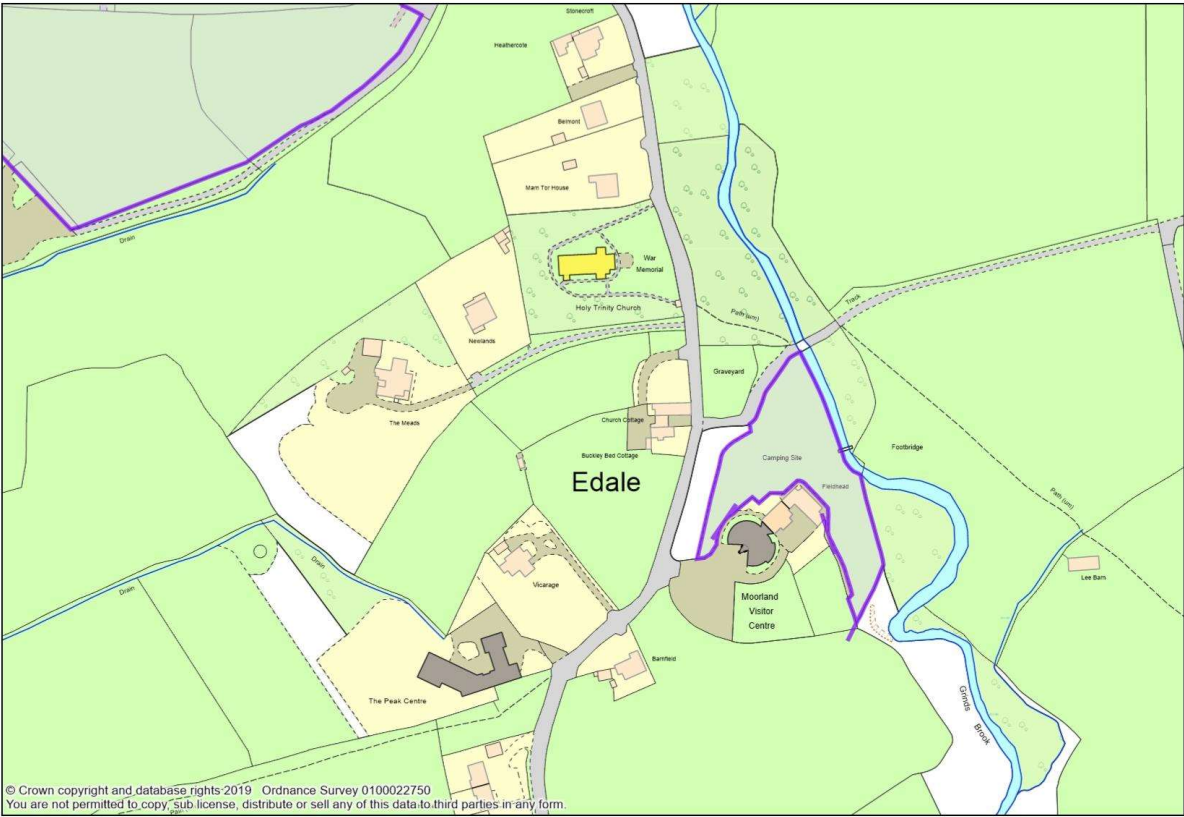 Stonecroft
Heathercote
Belmont
Mam Tor House
Drain
War
Memorial
Holy Trinity Church
Path (um)
Track
Newlands
Graveyard
The Meads
Church Cottage
Buckley Bed Cottage
Edale
Camping Site
Fieldhead
Footbridge
Path (um)
Lee Barn
Drain
Drain
Vicarage
Moorland
Visitor
Centre
Barnfield
The Peak Centre
Grinds
Brook
© Crown copyright and database rights 2019 Ordnance Survey 0100022750
You are not permitted to copy, sub license, distribute or sell any of this data to third parties in any form.